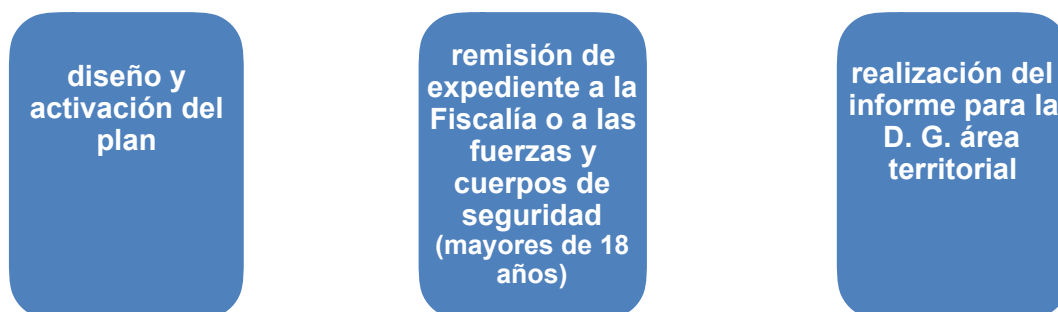 diseño y
activación del
plan
remisión de
expediente a la
Fiscalía o a las
fuerzas y
cuerpos de
seguridad
(mayores de 18
años)
realización del
informe para la
D. G. área
territorial